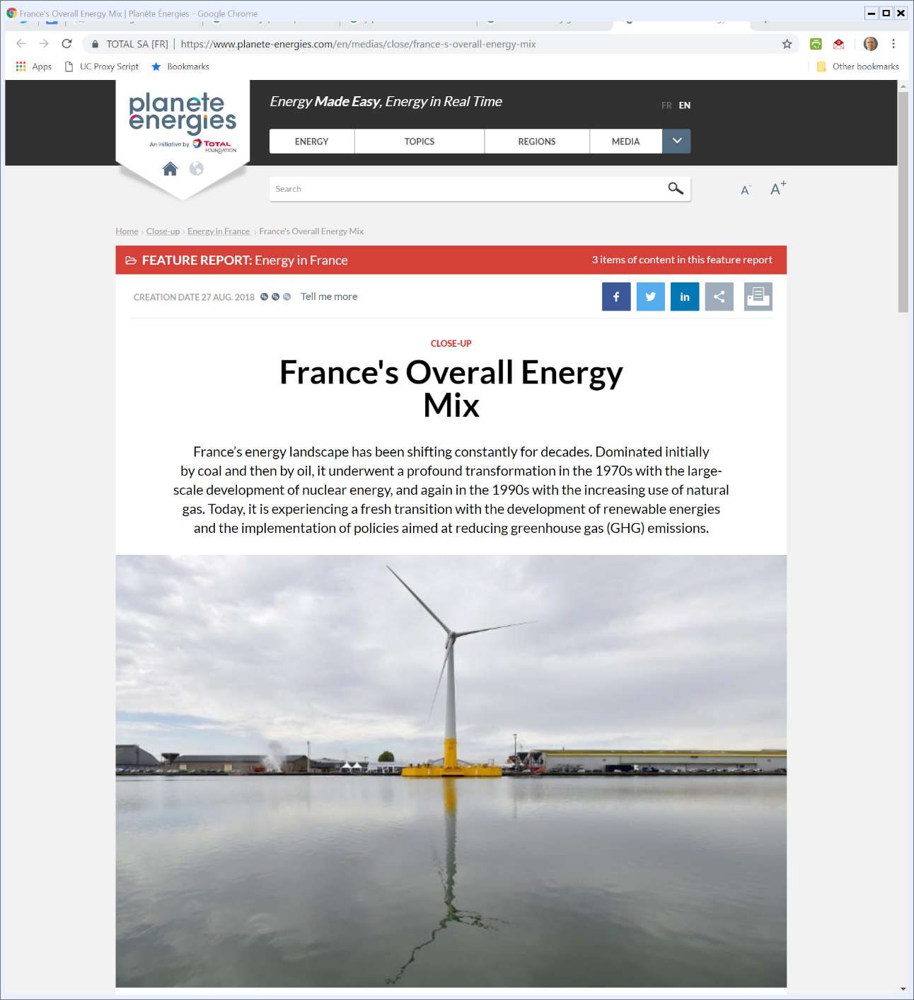 France's Overall Energy Mix | Planète Énergies - Google Chrome
TOTAL SA [FR] | https://www.planete-energies.com/en/medias/close/france-s-overall-energy-mix
Apps UC Proxy Script Bookmarks Other bookmarks
planete
energies
An initiative by TOTAL
FOUNDATION
Energy Made Easy, Energy in Real Time
FR EN
ENERGY TOPICS REGIONS MEDIA
Search
A- A+
Home › Close-up › Energy in France › France's Overall Energy Mix
FEATURE REPORT: Energy in France 3 items of content in this feature report
CREATION DATE 27 AUG. 2018 Tell me more
CLOSE-UP
France's Overall Energy
Mix
France’s energy landscape has been shifting constantly for decades. Dominated initially
by coal and then by oil, it underwent a profound transformation in the 1970s with the large-
scale development of nuclear energy, and again in the 1990s with the increasing use of natural
gas. Today, it is experiencing a fresh transition with the development of renewable energies
and the implementation of policies aimed at reducing greenhouse gas (GHG) emissions.